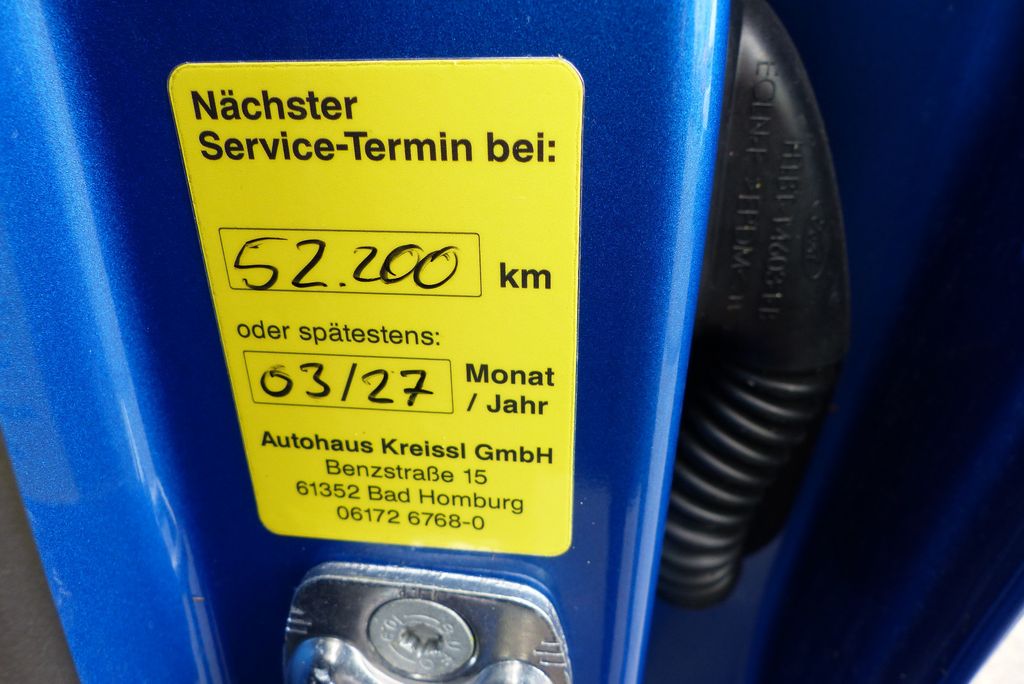 Nächster
Service-Termin bei:
52.200 km
oder spätestens:
03/27 Monat
/ Jahr
Autohaus Kreissl GmbH
Benzstraße 15
61352 Bad Homburg
06172 6768-0